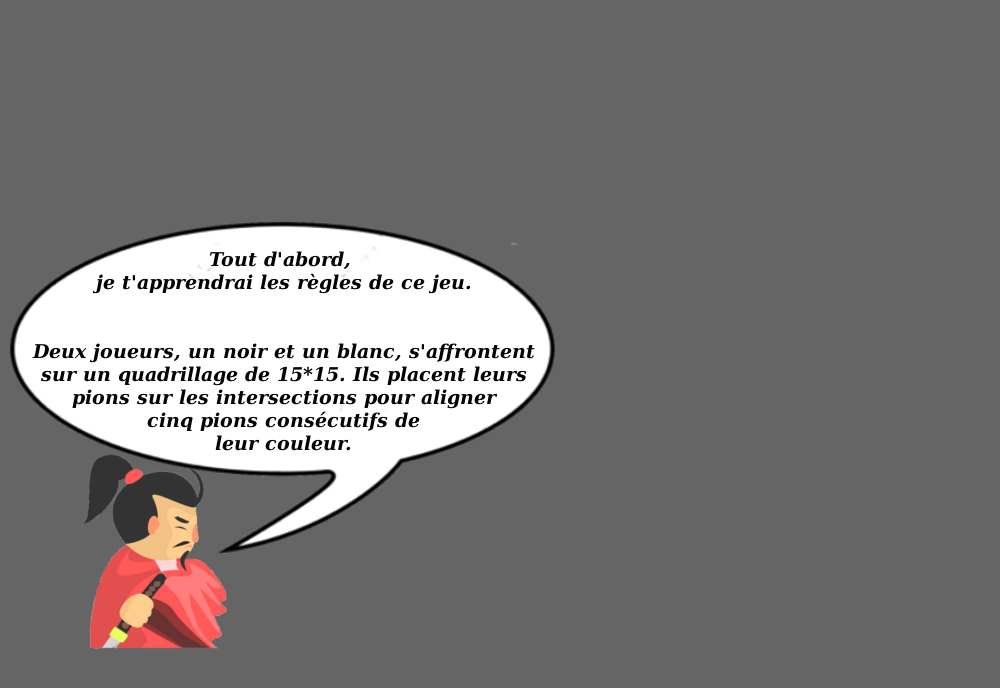 Tout d'abord,
je t'apprendrai les règles de ce jeu.
Deux joueurs, un noir et un blanc, s'affrontent
sur un quadrillage de 15*15. Ils placent leurs
pions sur les intersections pour aligner
cinq pions consécutifs de
leur couleur.